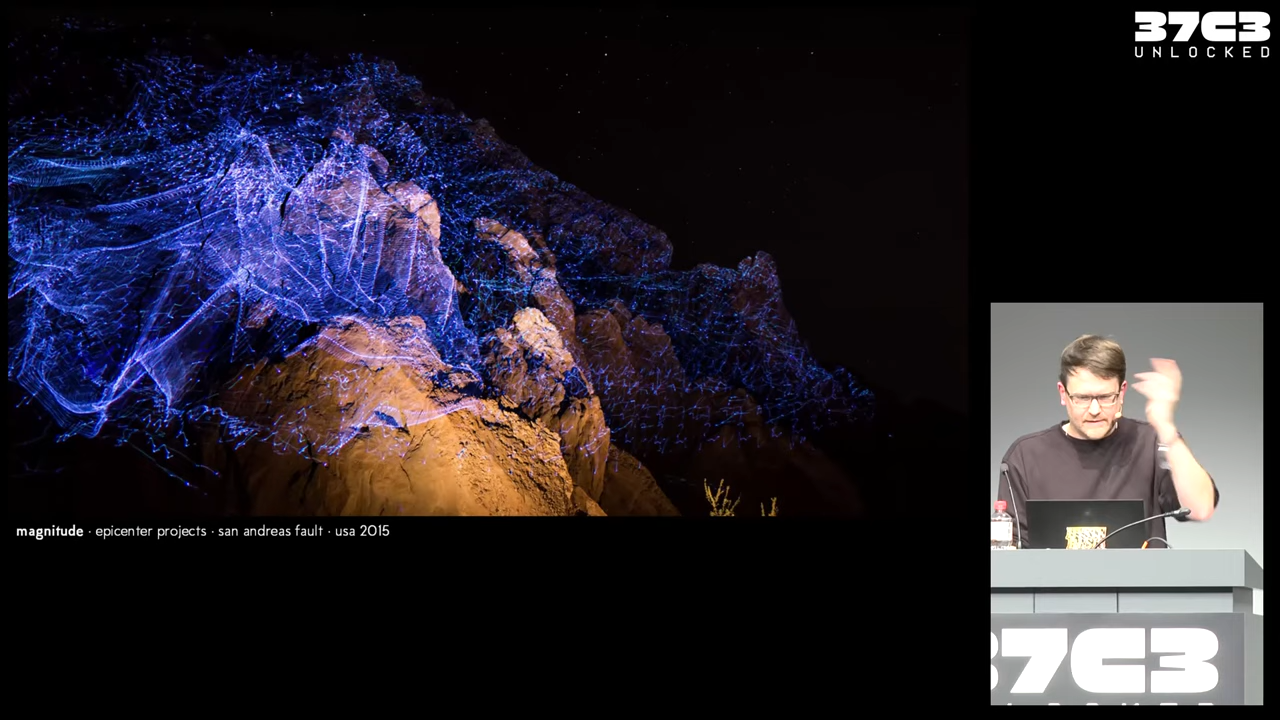 37C3
UNLOCKED
magnitude · epicenter projects · san andreas fault · usa 2015
37C3